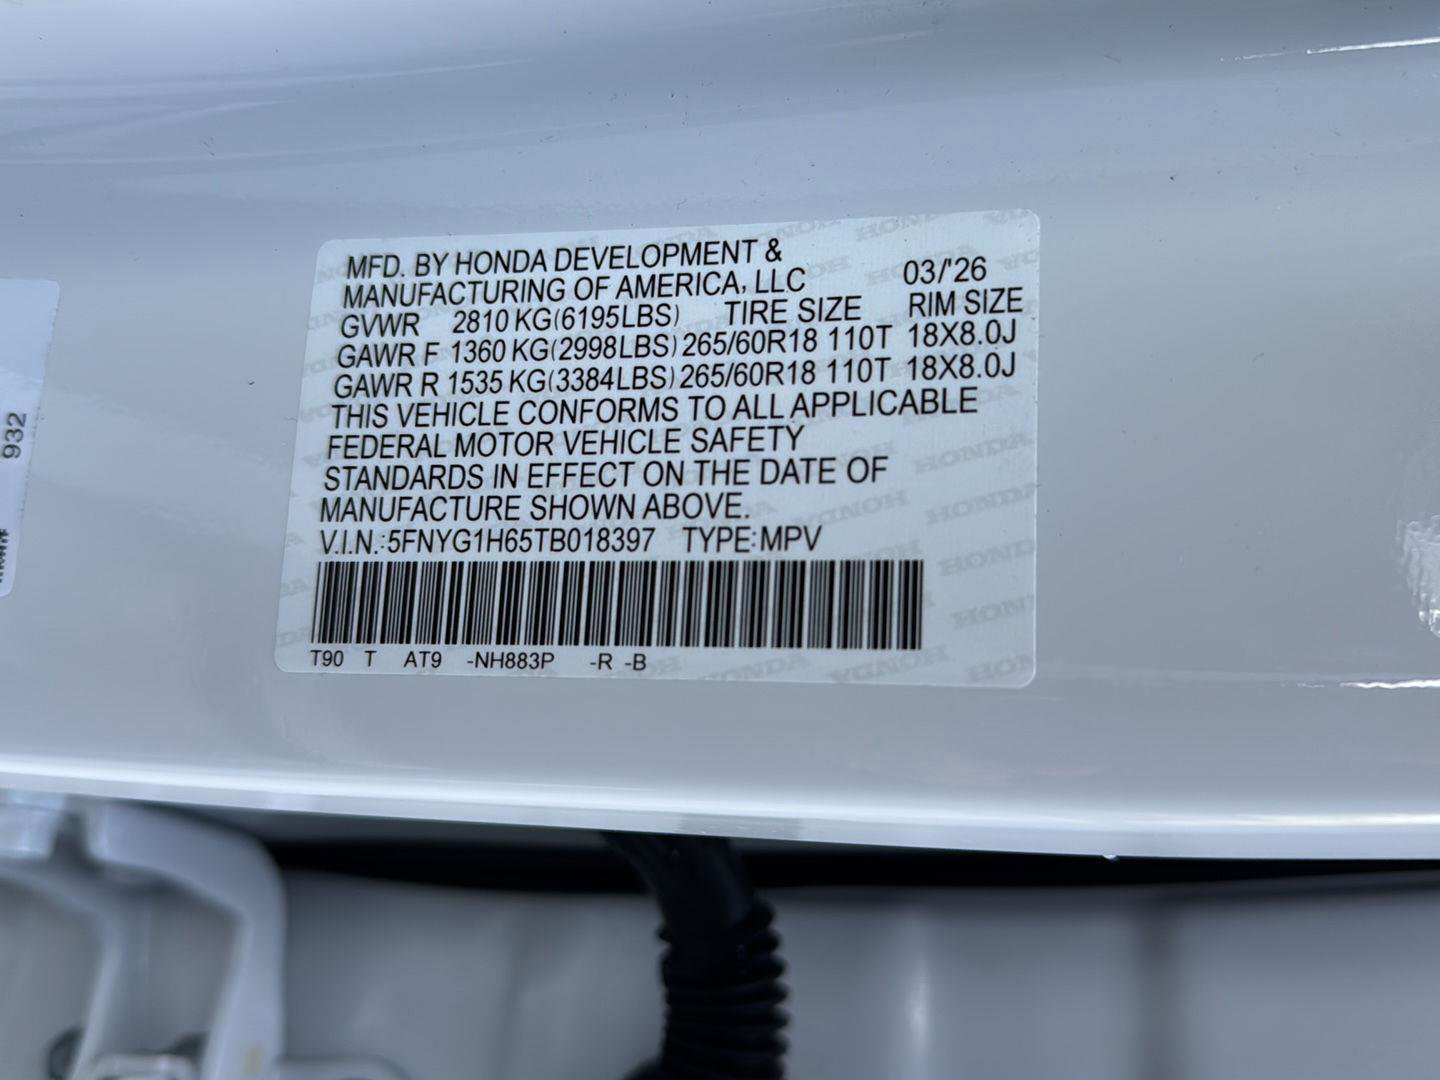 MFD. BY HONDA DEVELOPMENT &
MANUFACTURING OF AMERICA, LLC 03/'26
GVWR 2810 KG(6195LBS) TIRE SIZE RIM SIZE
GAWR F 1360 KG(2998LBS) 265/60R18 110T 18X8.0J
GAWR R 1535 KG(3384LBS) 265/60R18 110T 18X8.0J
THIS VEHICLE CONFORMS TO ALL APPLICABLE
FEDERAL MOTOR VEHICLE SAFETY
STANDARDS IN EFFECT ON THE DATE OF
MANUFACTURE SHOWN ABOVE.
V.I.N.:5FNYG1H65TB018397 TYPE:MPV
T90 T AT9 -NH883P -R -B
932